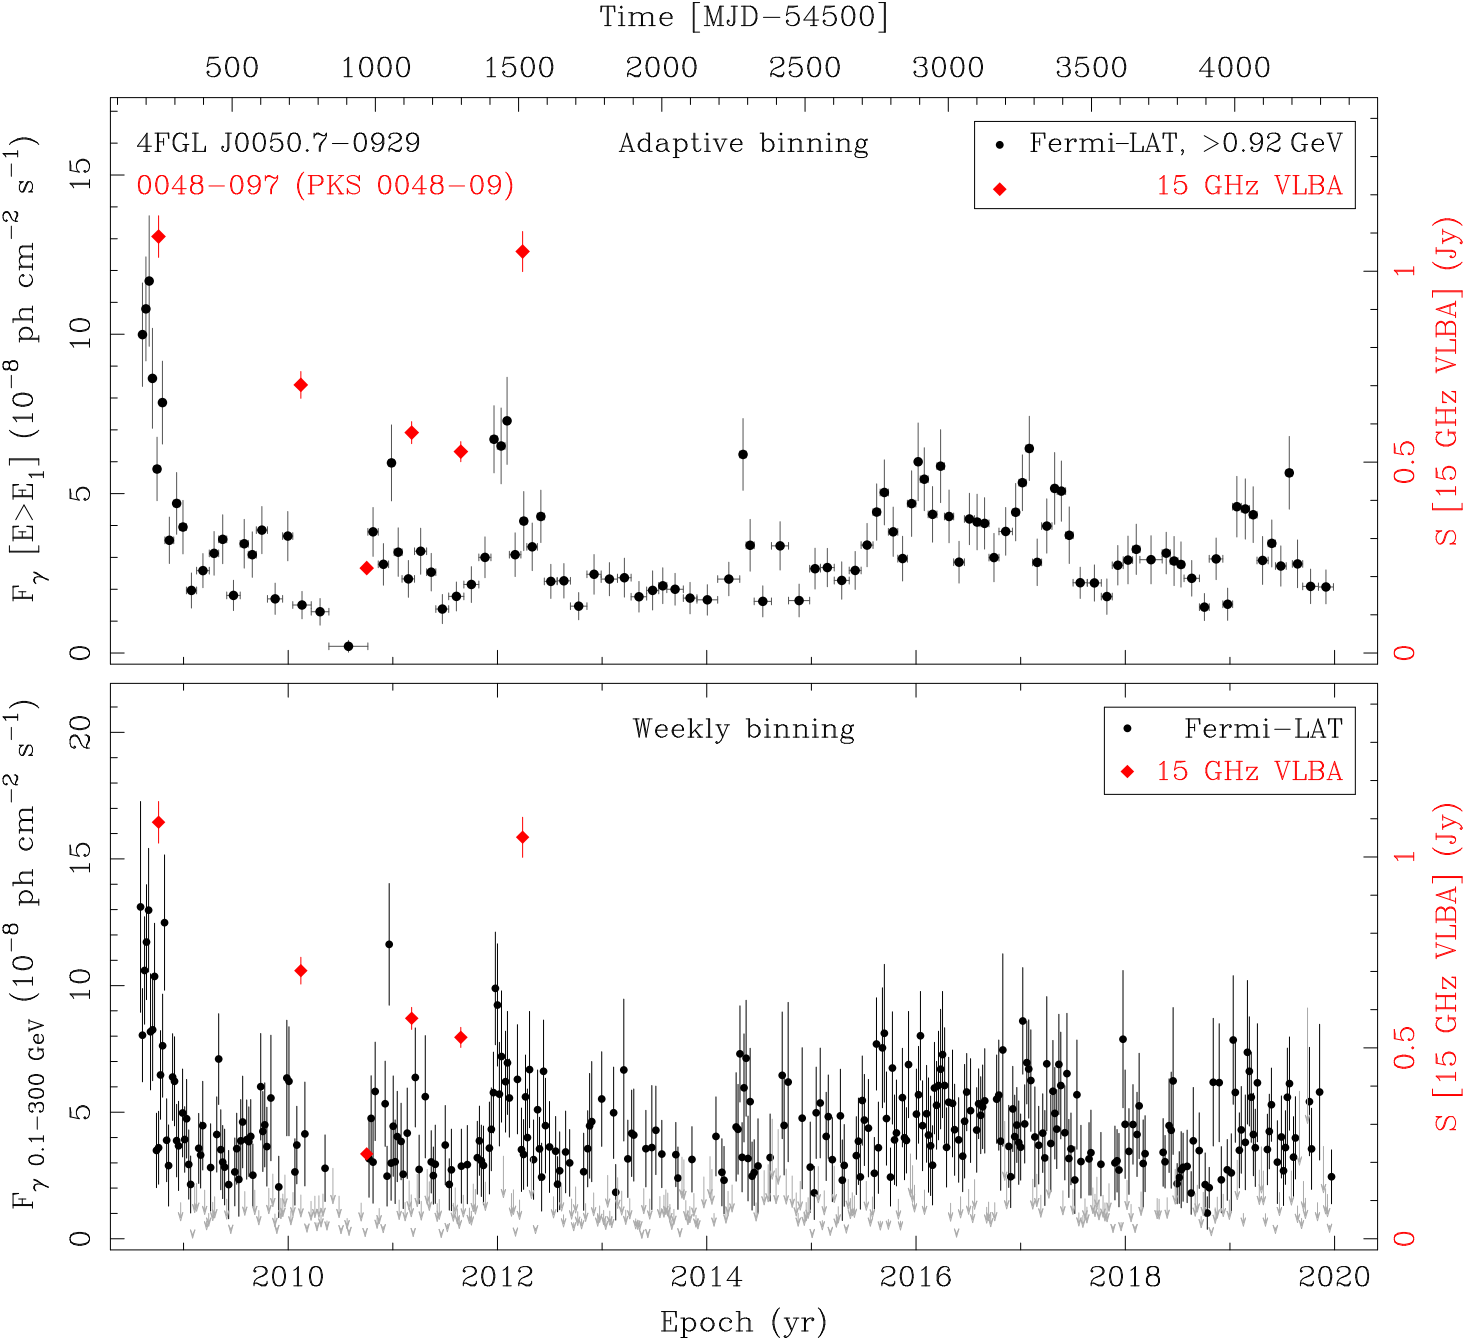 Time [MJD−54500]
500 1000 1500 2000 2500 3000 3500 4000
4FGL J0050.7−0929
0048−097 (PKS 0048−09)
Adaptive binning
Fermi−LAT, >0.92 GeV
15 GHz VLBA
F_γ [E>E_1] (10^−8 ph cm^−2 s^−1)
15
10
5
0
S [15 GHz VLBA] (Jy)
1
0.5
0
Weekly binning
Fermi−LAT
15 GHz VLBA
F_γ 0.1−300 GeV (10^−8 ph cm^−2 s^−1)
20
15
10
5
0
S [15 GHz VLBA] (Jy)
1
0.5
0
2010 2012 2014 2016 2018 2020
Epoch (yr)